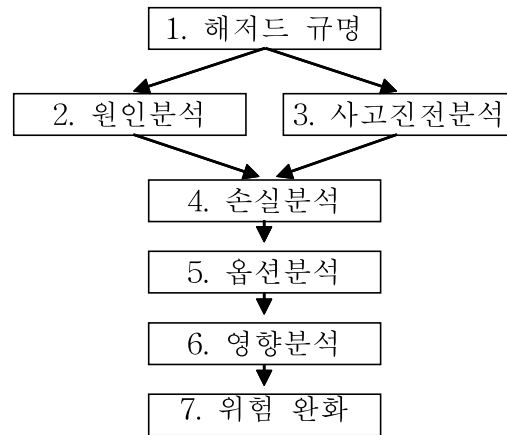 1. 해저드 규명
2. 원인분석
3. 사고진전분석
4. 손실분석
5. 옵션분석
6. 영향분석
7. 위험 완화